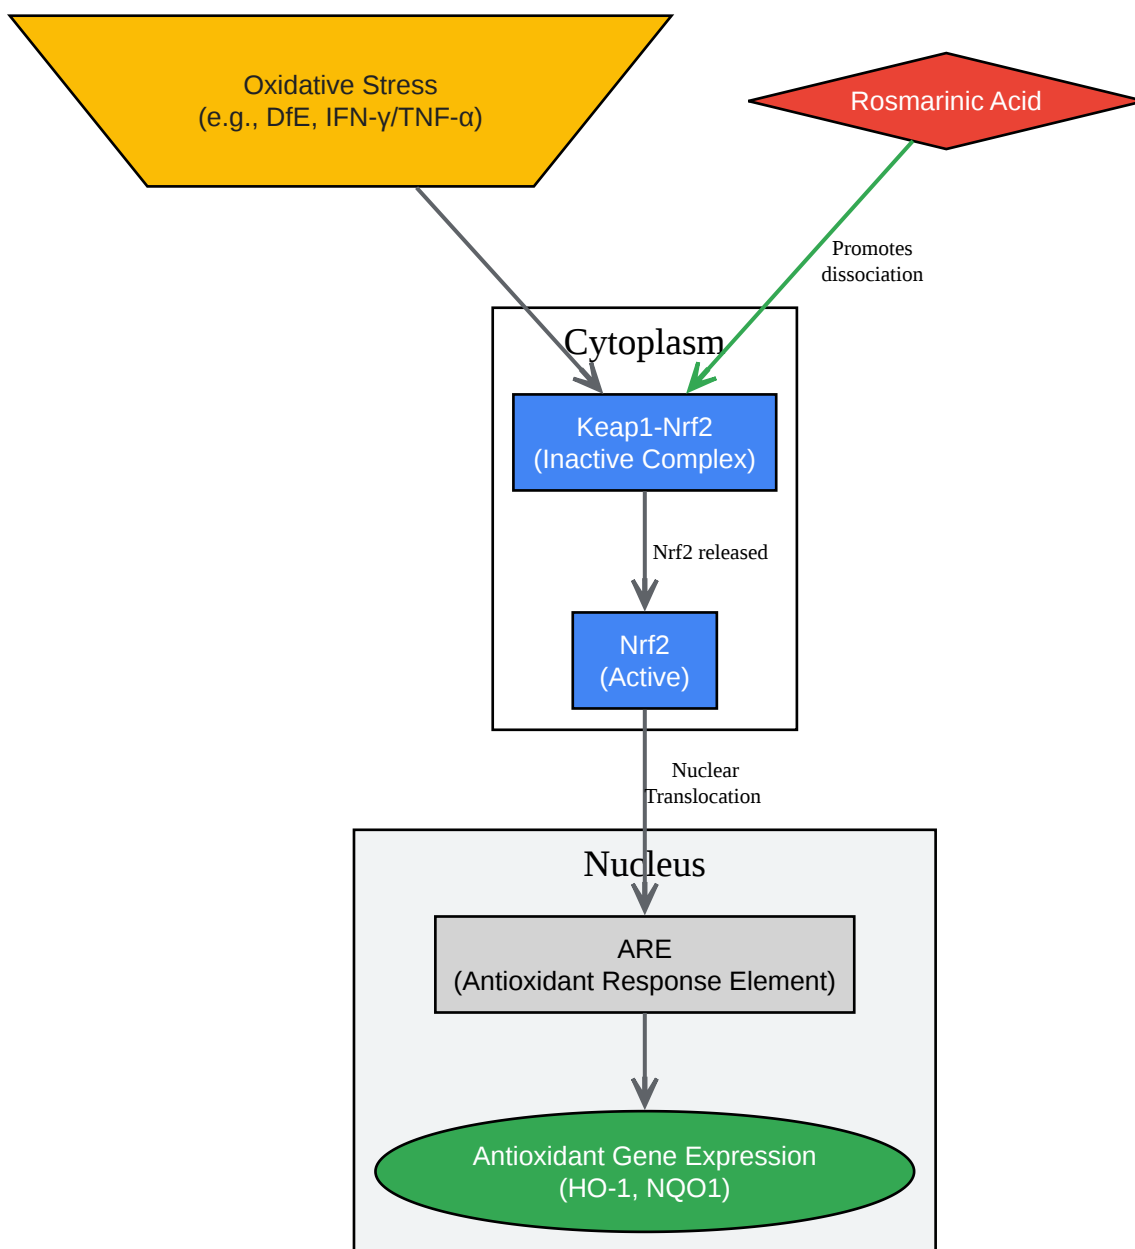 Oxidative Stress
(e.g., DfE, IFN-γ/TNF-α)
Rosmarinic Acid
Promotes
dissociation
Cytoplasm
Keap1-Nrf2
(Inactive Complex)
Nrf2 released
Nrf2
(Active)
Nuclear
Translocation
Nucleus
ARE
(Antioxidant Response Element)
Antioxidant Gene Expression
(HO-1, NQO1)